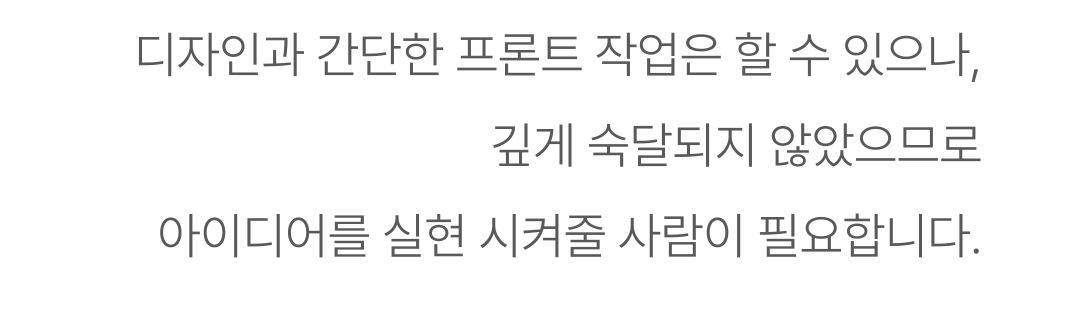 디자인과 간단한 프론트 작업은 할 수 있으나,
깊게 숙달되지 않았으므로
아이디어를 실현 시켜줄 사람이 필요합니다.